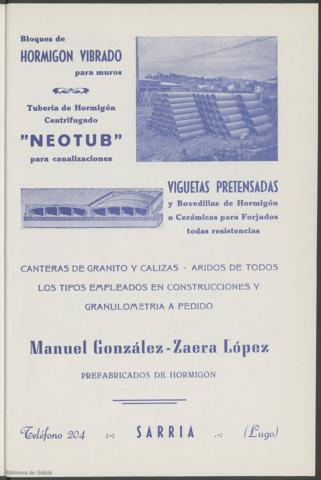 Bloques de
HORMIGON VIBRADO
para muros
Tubería de Hormigón
Centrifugado
"NEOTUB"
para canalizaciones
VIGUETAS PRETENSADAS
y Bovedillas de Hormigón
o Cerámicas para Forjados
todas resistencias
CANTERAS DE GRANITO Y CALIZAS - ARIDOS DE TODOS
LOS TIPOS EMPLEADOS EN CONSTRUCCIONES Y
GRANULOMETRIA A PEDIDO
Manuel González-Zaera López
PREFABRICADOS DE HORMIGON
Teléfono 204 :-: SARRIA .-: (Lugo)
Biblioteca de Galicia